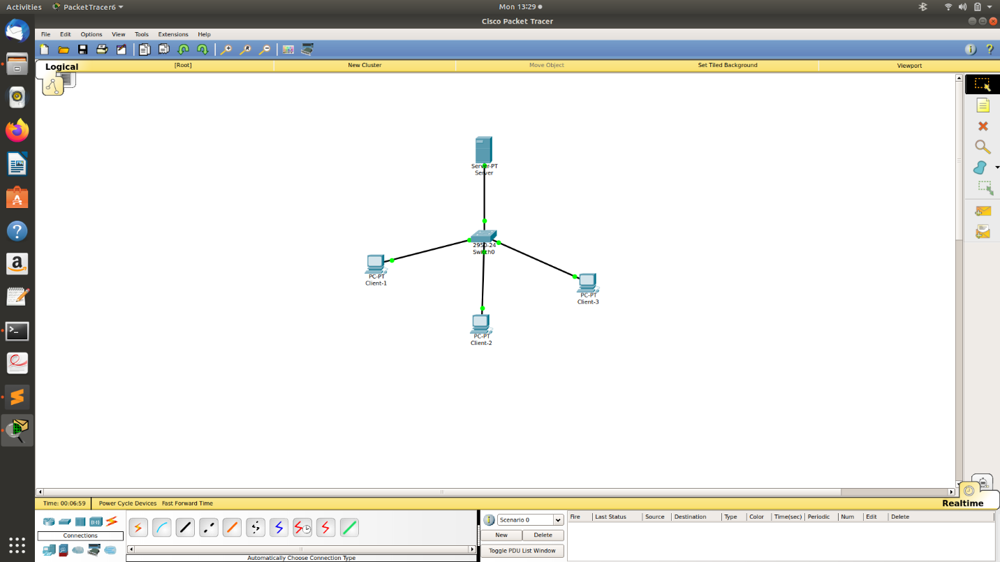 Activities
PacketTracer6
Mon 13:29
Cisco Packet Tracer
File Edit Options View Tools Extensions Help
Logical
[Root]
New Cluster
Move Object
Set Tiled Background
Viewport
Server-PT
Server
2950-24
Switch0
PC-PT
Client-1
PC-PT
Client-3
PC-PT
Client-2
Time: 00:06:59
Power Cycle Devices Fast Forward Time
Realtime
Connections
Automatically Choose Connection Type
Scenario 0
New
Delete
Toggle PDU List Window
Fire Last Status Source Destination Type Color Time(sec) Periodic Num Edit Delete